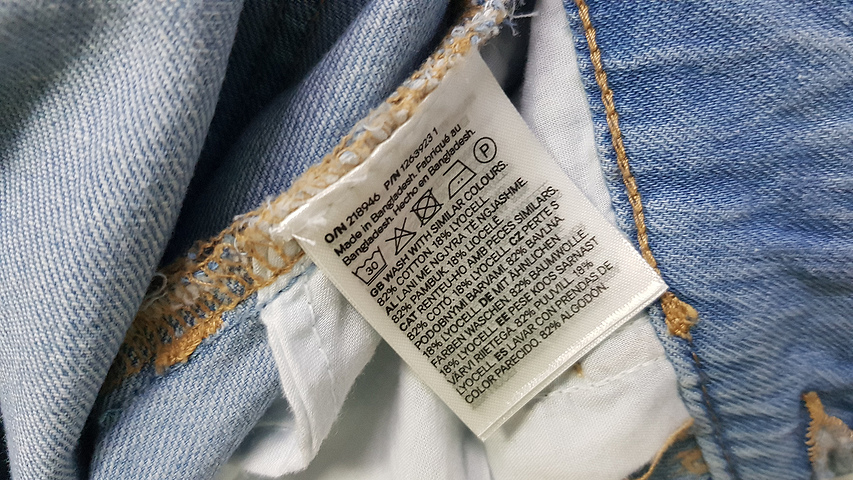 O/N 218946 P/N 1263923 1
Made in Bangladesh. Fabriqué au
Bangladesh. Hecho en Bangladesh.
30 P
GB WASH WITH SIMILAR COLOURS.
82% COTTON, 18% LYOCELL.
AL LANI ME NGJYRA TË NGJASHME
82% PAMBUK, 18% LIOCELË.
CAT RENTEU-HO AMB PECES SIMILARS.
82% COTÓ, 18% LYOCELL. CZ PERTE S
PODOBNÝMI BARVAMI. 82% BAVLNA
18% LYOCELL DE MIT ÄHNLICHEN
FARBEN WASCHEN. 82% BAUMWOLLE
18% LYOCELL. EE PESE KOOS SARNAST
VÄRVI RIIETEGA. 82% PUUVILL, 18%
LYOCELL. ES LAVAR CON PRENDAS DE
COLOR PARECIDO. 82% ALGODÓN.